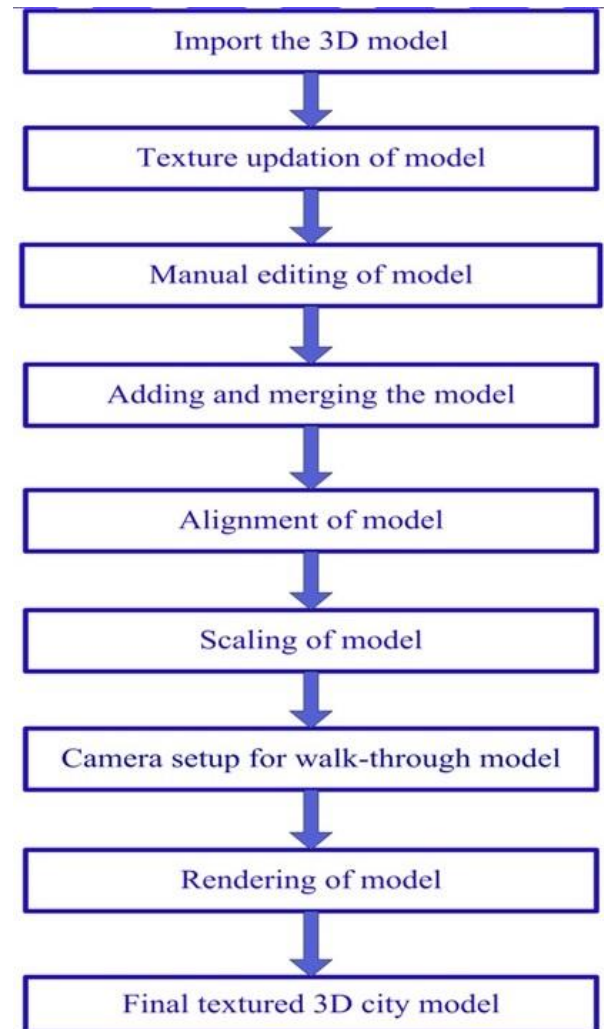 Import the 3D model
Texture updation of model
Manual editing of model
Adding and merging the model
Alignment of model
Scaling of model
Camera setup for walk-through model
Rendering of model
Final textured 3D city model